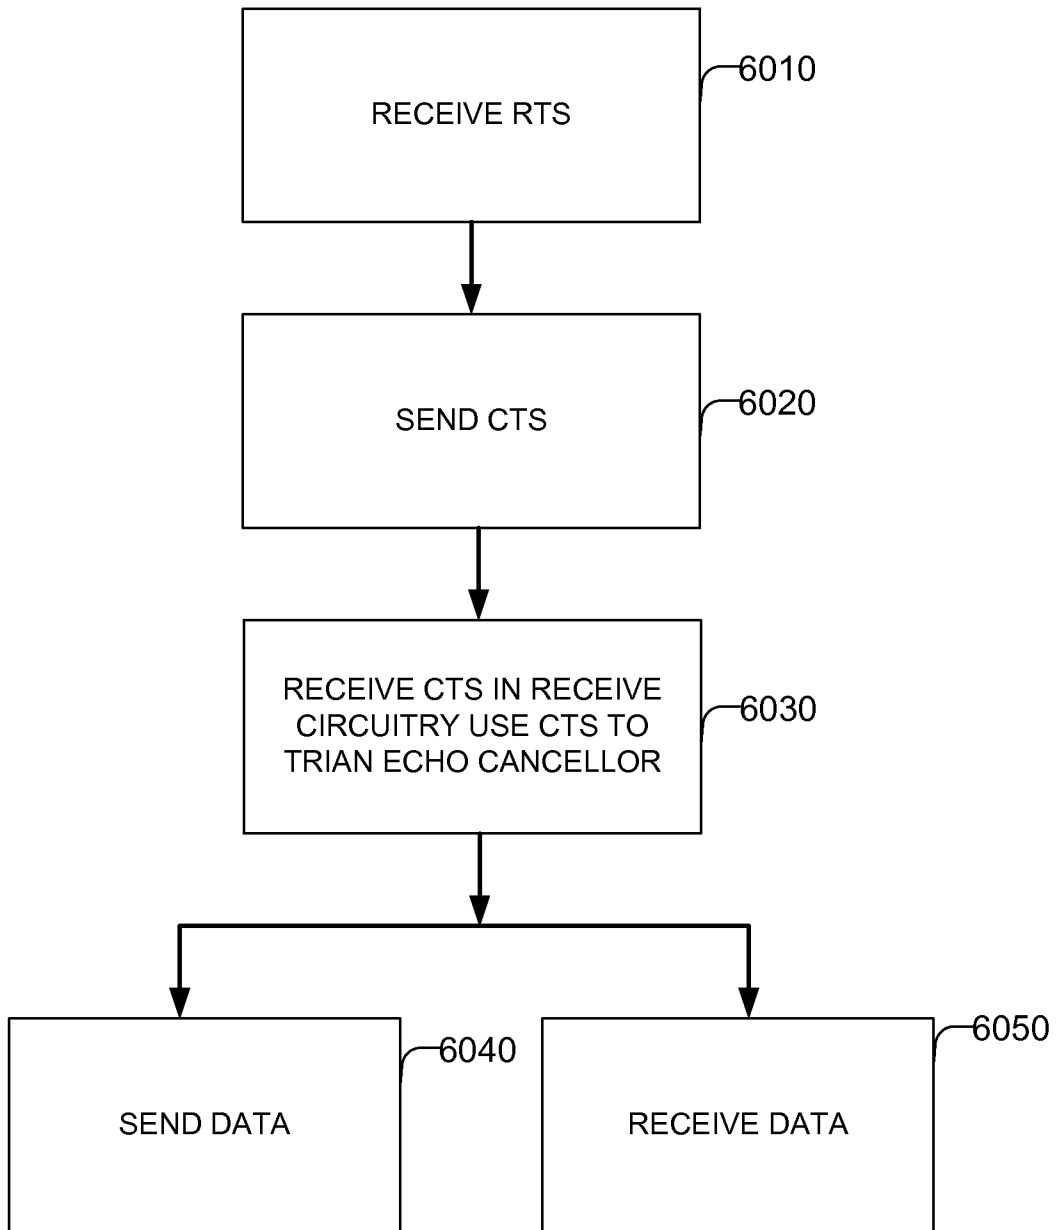 RECEIVE RTS
6010
SEND CTS
6020
RECEIVE CTS IN RECEIVE
CIRCUITRY USE CTS TO
TRIAN ECHO CANCELLOR
6030
SEND DATA
6040
RECEIVE DATA
6050